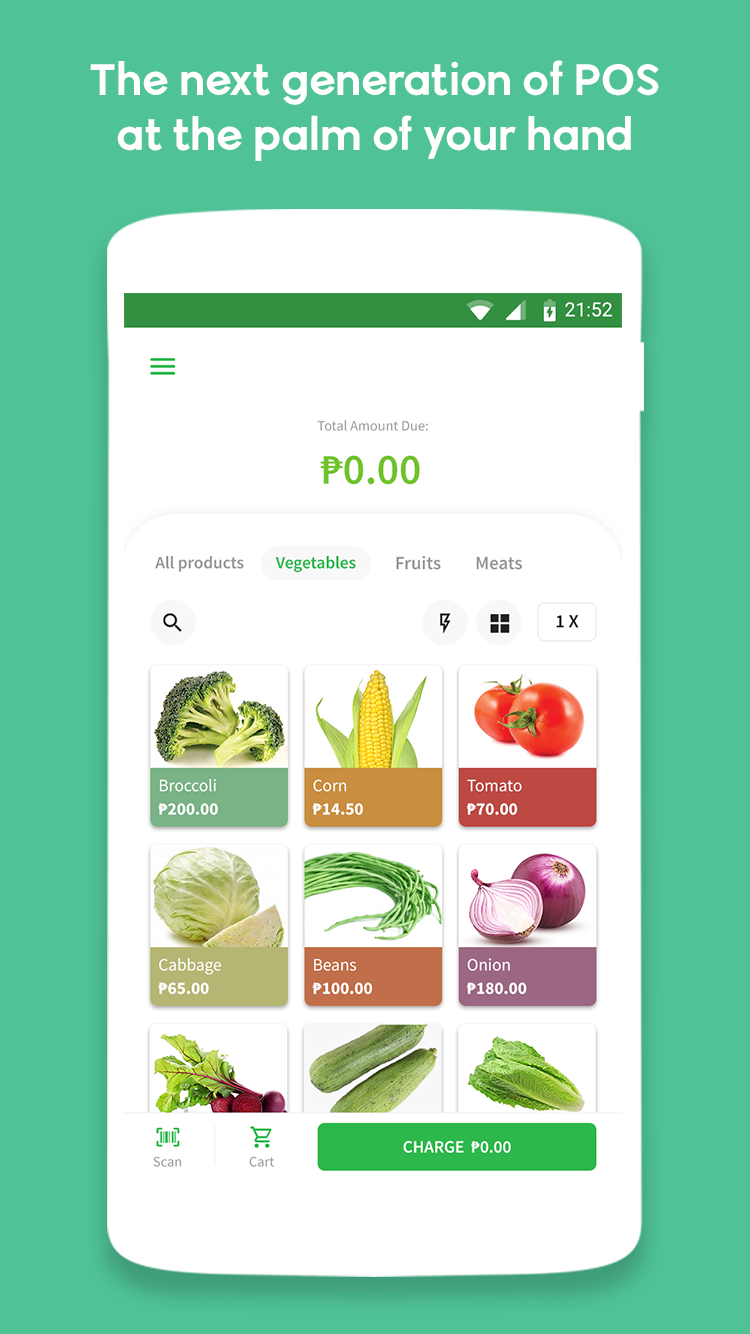 The next generation of POS
at the palm of your hand
21:52
Total Amount Due:
₱0.00
All products Vegetables Fruits Meats
1 X
Broccoli Corn Tomato
₱200.00 ₱14.50 ₱70.00
Cabbage Beans Onion
₱65.00 ₱100.00 ₱180.00
Scan Cart CHARGE ₱0.00